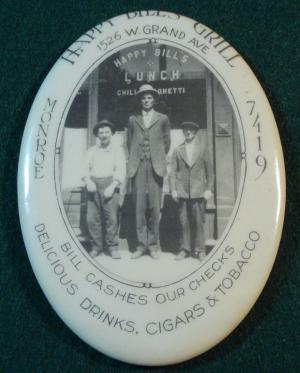 HAPPY BILL'S GRILL
1526 W. GRAND AVE
HAPPY BILL'S
LUNCH
CHILI SPAGHETTI
MONROE 7419
BILL CASHES OUR CHECKS
DELICIOUS DRINKS, CIGARS & TOBACCO